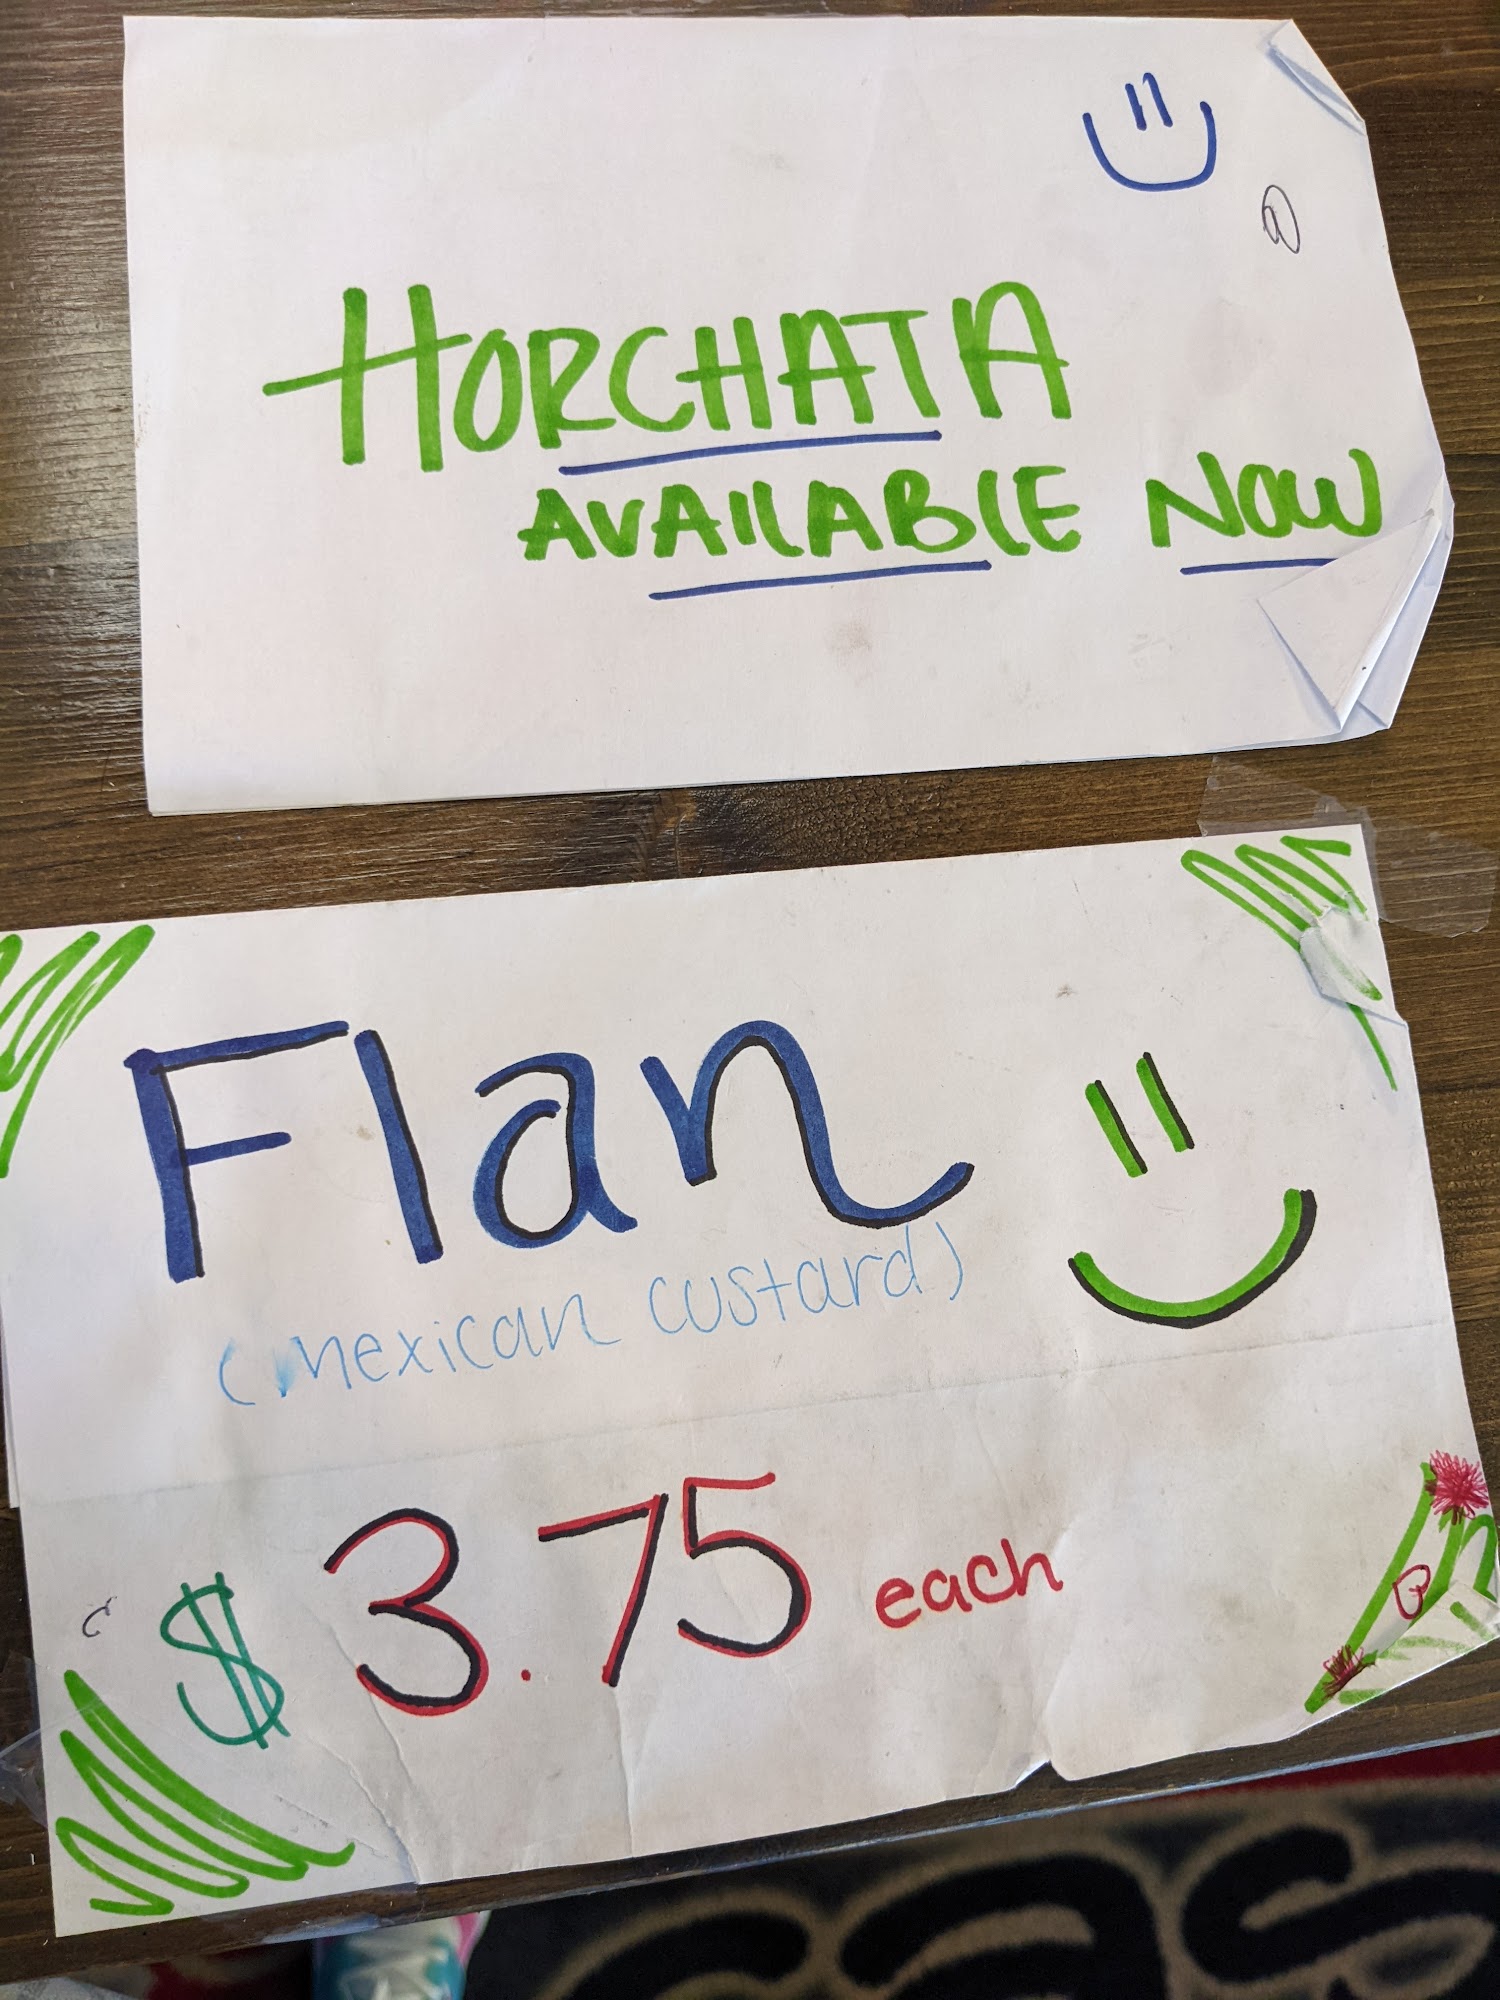 HORCHATA
AVAILABLE NOW
Flan
(mexican custard)
$3.75 each